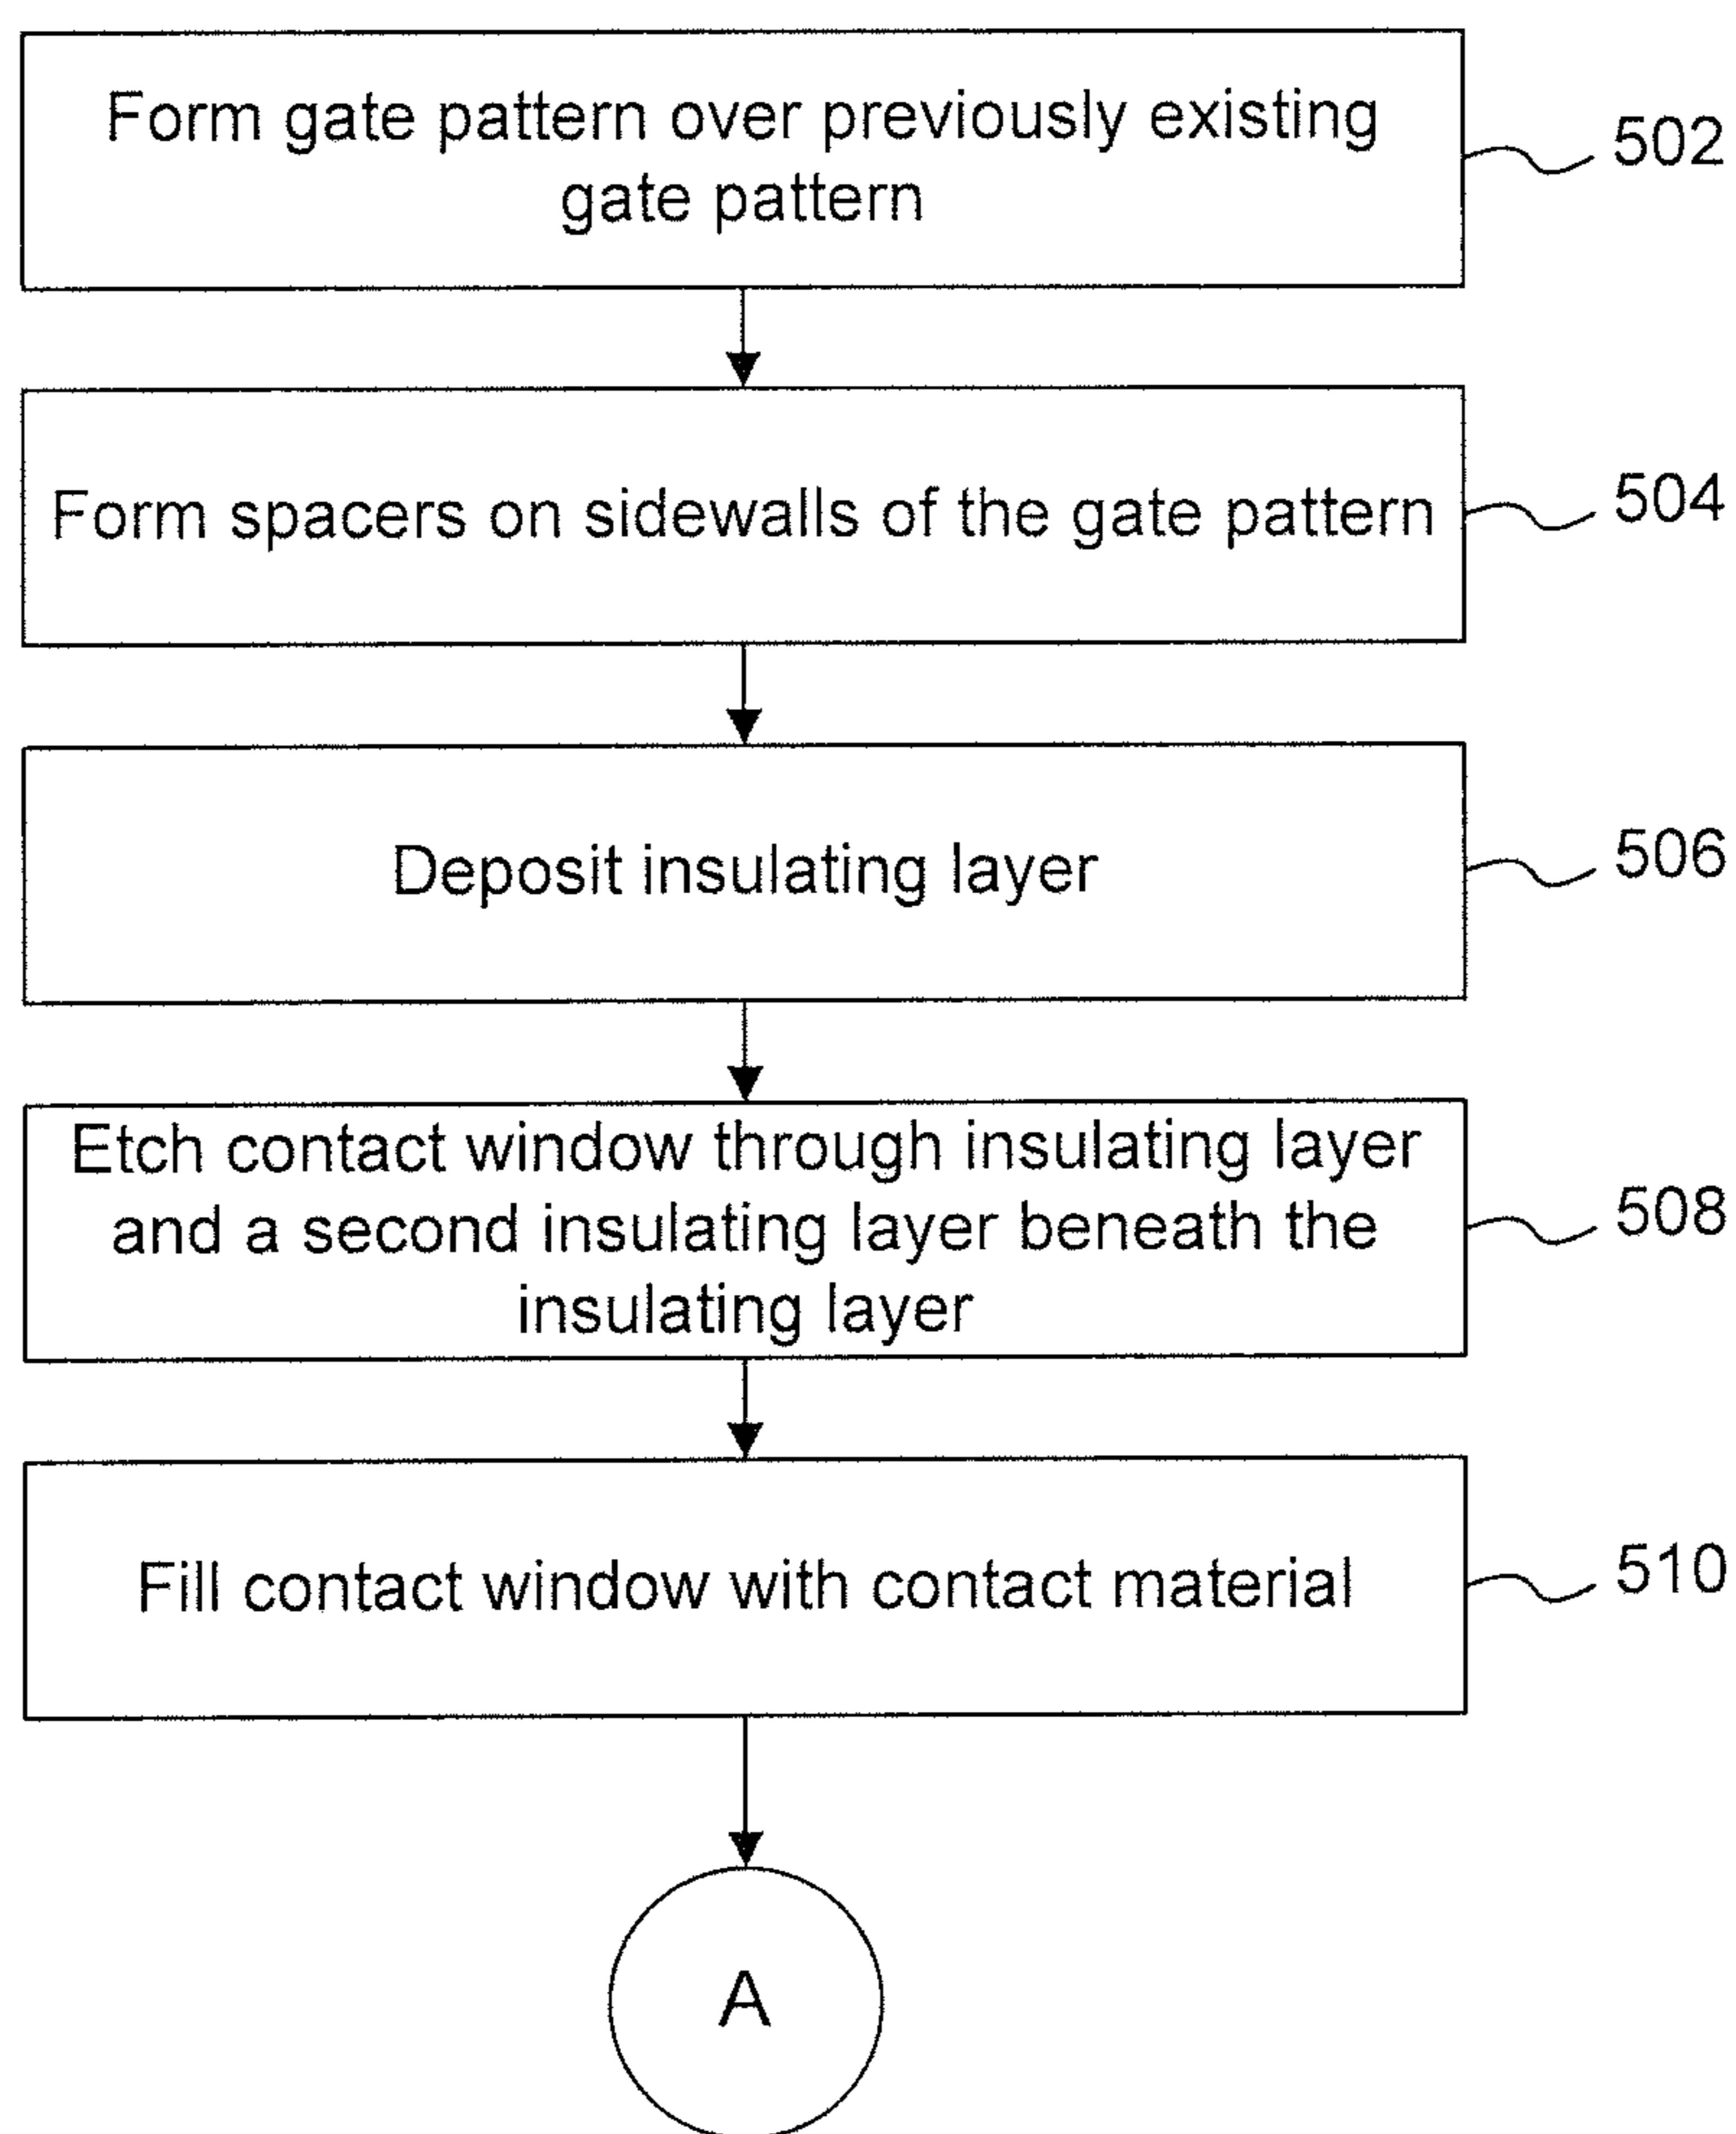 Form gate pattern over previously existing
gate pattern
502
Form spacers on sidewalls of the gate pattern
504
Deposit insulating layer
506
Etch contact window through insulating layer
and a second insulating layer beneath the
insulating layer
508
Fill contact window with contact material
510
A